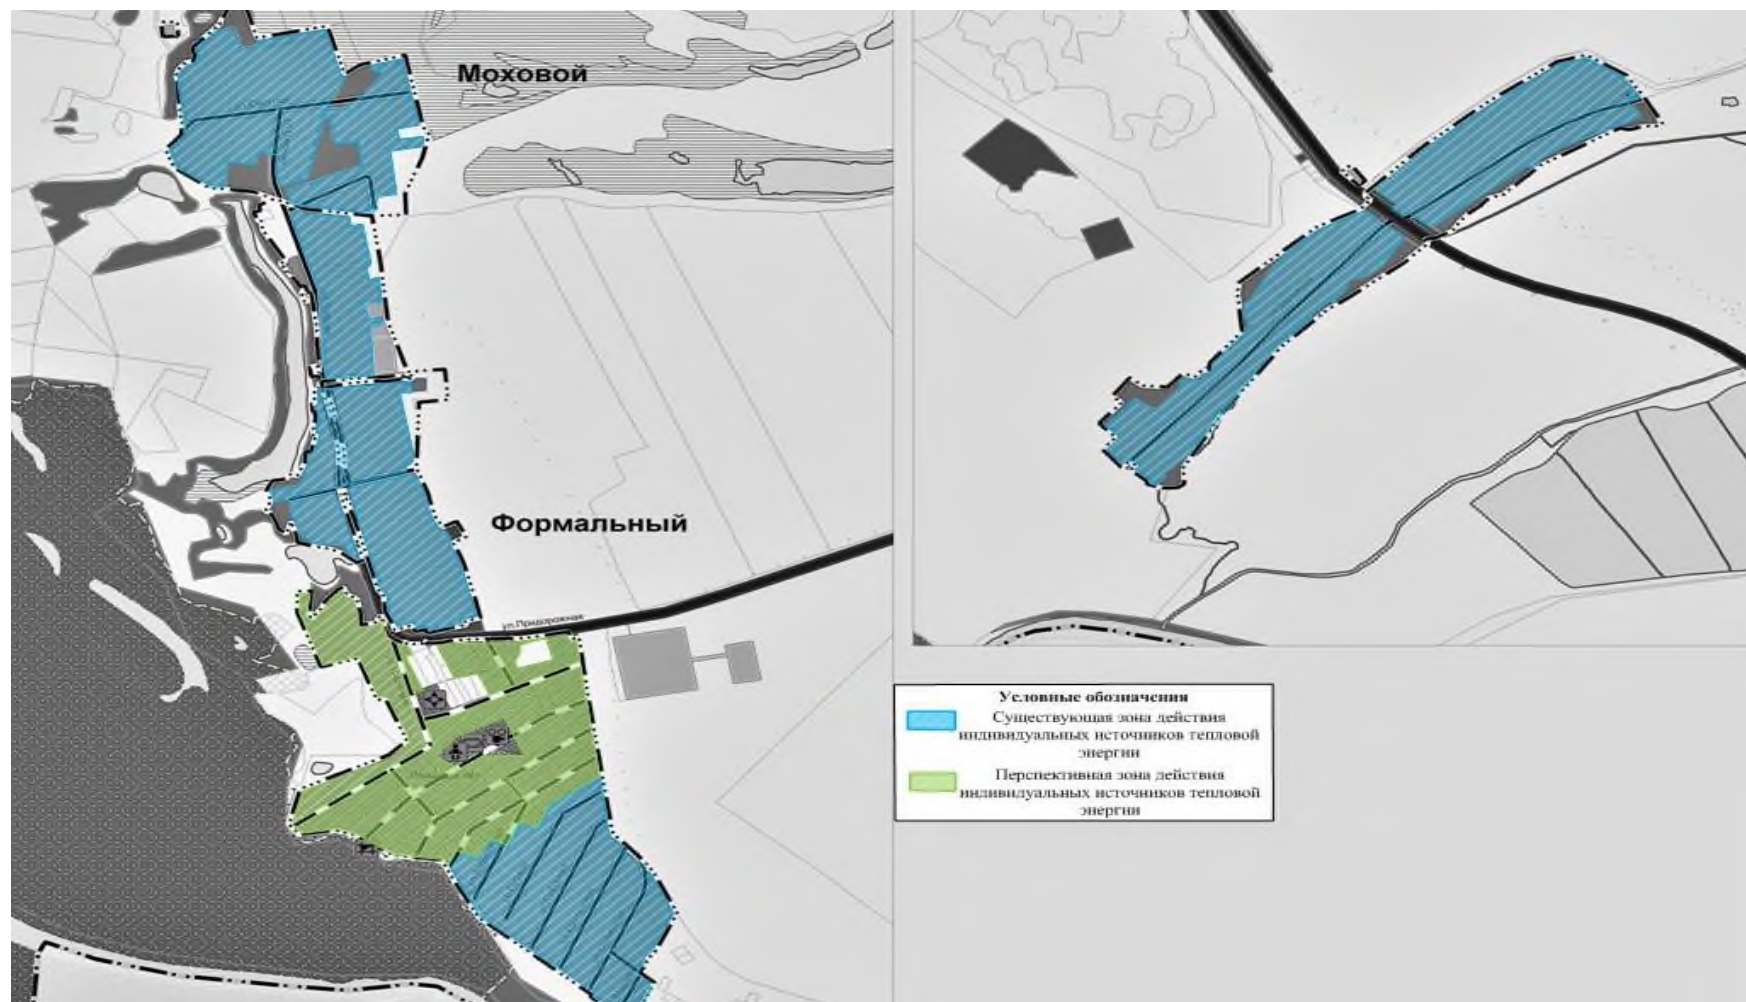 Моховой
Формальный
ул.Придорожная
Условные обозначения
Существующая зона действия
индивидуальных источников тепловой
энергии
Перспективная зона действия
индивидуальных источников тепловой
энергии